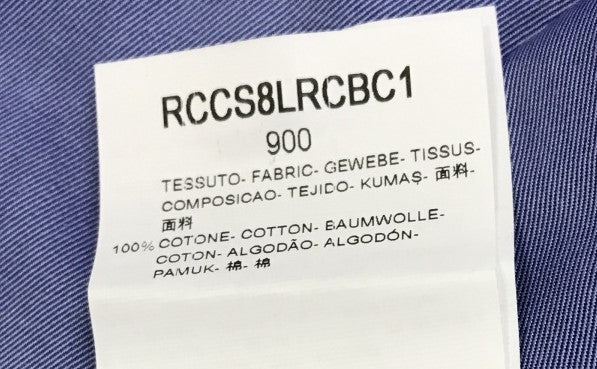 RCCS8LRCBC1
900
TESSUTO- FABRIC- GEWEBE- TISSUS-
COMPOSICAO- TEJIDO- KUMAŞ- 面料-
面料
100% COTONE- COTTON- BAUMWOLLE-
COTON- ALGODÃO- ALGODÓN-
PAMUK- 棉- 棉